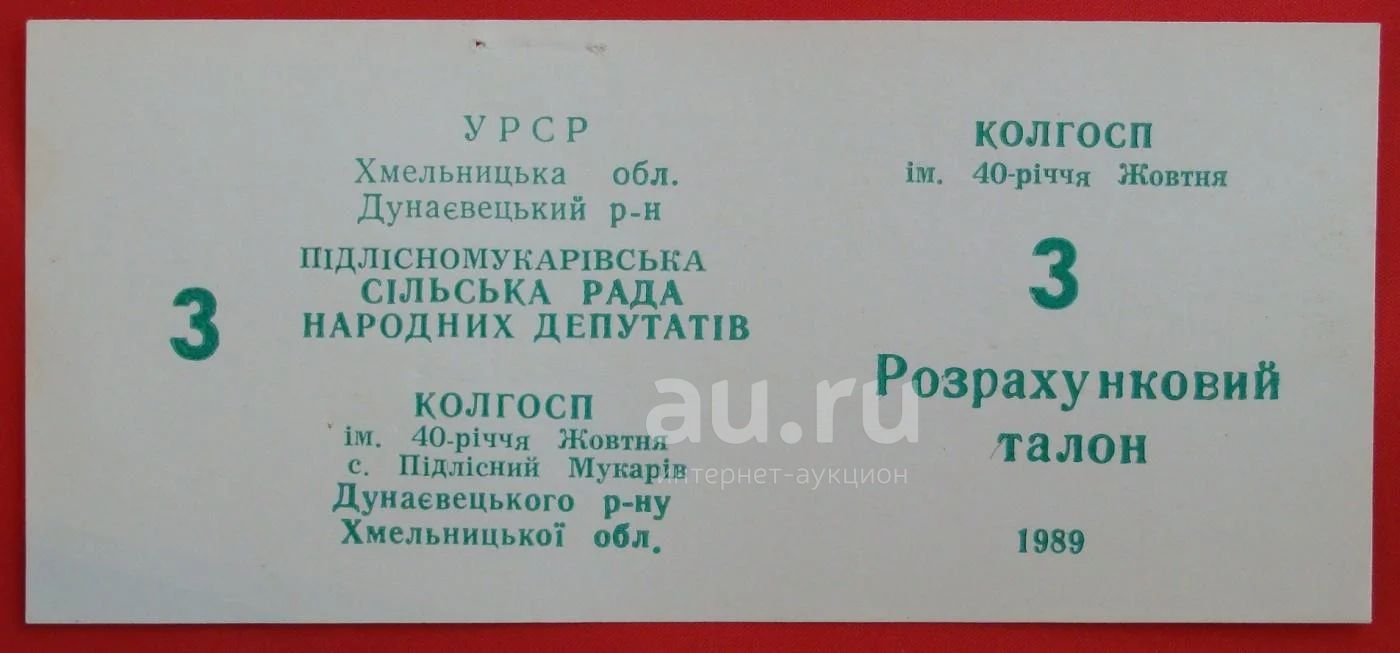 УРСР
Хмельницька обл.
Дунаєвецький р-н
ПІДЛІСНОМУКАРІВСЬКА
СІЛЬСЬКА РАДА
НАРОДНИХ ДЕПУТАТІВ
3
КОЛГОСП
ім. 40-річчя Жовтня
с. Підлісний Мукарів
Дунаєвецького р-ну
Хмельницької обл.
КОЛГОСП
ім. 40-річчя Жовтня
3
Розрахунковий
талон
1989
au.ru
интернет-аукцион